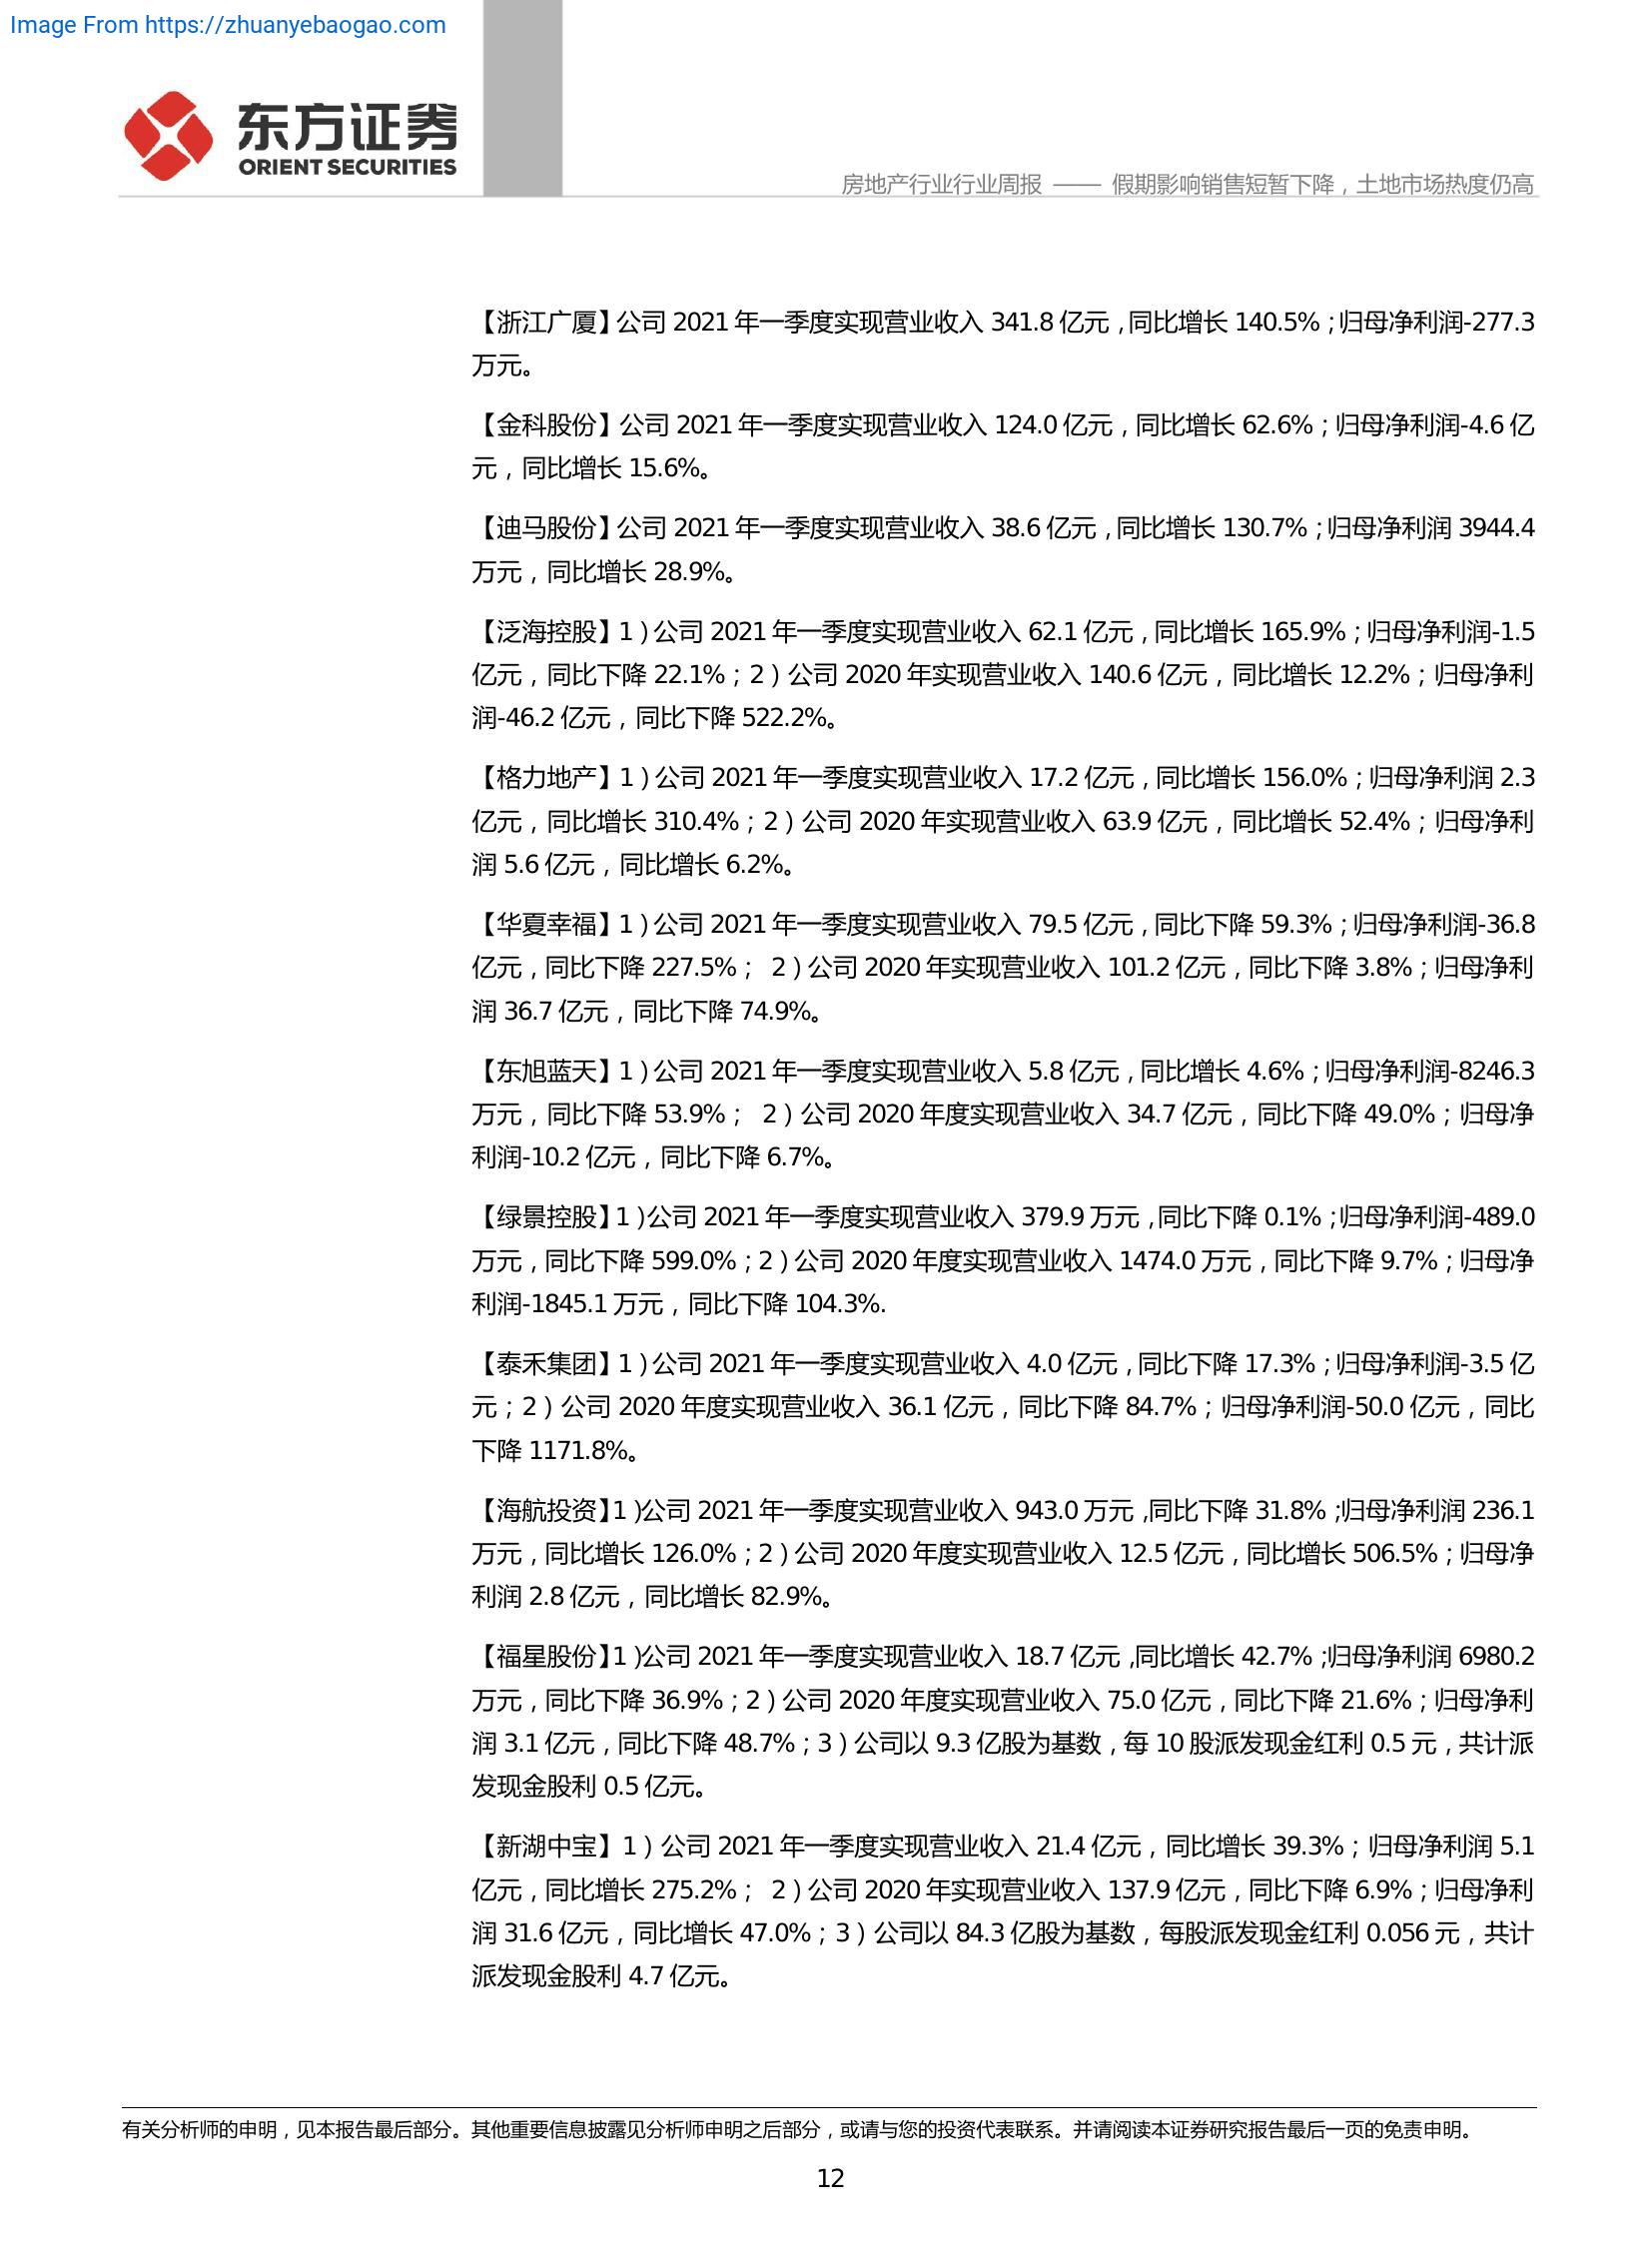 Image From https://zhuanyebaogao.com
东方证券
ORIENT SECURITIES
房地产行业行业周报 —— 假期影响销售短暂下降，土地市场热度仍高
【浙江广厦】公司 2021 年一季度实现营业收入 341.8 亿元，同比增长 140.5%；归母净利润-277.3
万元。
【金科股份】公司 2021 年一季度实现营业收入 124.0 亿元，同比增长 62.6%；归母净利润-4.6 亿
元，同比增长 15.6%。
【迪马股份】公司 2021 年一季度实现营业收入 38.6 亿元，同比增长 130.7%；归母净利润 3944.4
万元，同比增长 28.9%。
【泛海控股】1）公司 2021 年一季度实现营业收入 62.1 亿元，同比增长 165.9%；归母净利润-1.5
亿元，同比下降 22.1%；2）公司 2020 年实现营业收入 140.6 亿元，同比增长 12.2%；归母净利
润-46.2 亿元，同比下降 522.2%。
【格力地产】1）公司 2021 年一季度实现营业收入 17.2 亿元，同比增长 156.0%；归母净利润 2.3
亿元，同比增长 310.4%；2）公司 2020 年实现营业收入 63.9 亿元，同比增长 52.4%；归母净利
润 5.6 亿元，同比增长 6.2%。
【华夏幸福】1）公司 2021 年一季度实现营业收入 79.5 亿元，同比下降 59.3%；归母净利润-36.8
亿元，同比下降 227.5%； 2）公司 2020 年实现营业收入 101.2 亿元，同比下降 3.8%；归母净利
润 36.7 亿元，同比下降 74.9%。
【东旭蓝天】1）公司 2021 年一季度实现营业收入 5.8 亿元，同比增长 4.6%；归母净利润-8246.3
万元，同比下降 53.9%； 2）公司 2020 年度实现营业收入 34.7 亿元，同比下降 49.0%；归母净
利润-10.2 亿元，同比下降 6.7%。
【绿景控股】1）公司 2021 年一季度实现营业收入 379.9 万元，同比下降 0.1%；归母净利润-489.0
万元，同比下降 599.0%；2）公司 2020 年度实现营业收入 1474.0 万元，同比下降 9.7%；归母净
利润-1845.1 万元，同比下降 104.3%.
【泰禾集团】1）公司 2021 年一季度实现营业收入 4.0 亿元，同比下降 17.3%；归母净利润-3.5 亿
元；2）公司 2020 年度实现营业收入 36.1 亿元，同比下降 84.7%；归母净利润-50.0 亿元，同比
下降 1171.8%。
【海航投资】1）公司 2021 年一季度实现营业收入 943.0 万元，同比下降 31.8%；归母净利润 236.1
万元，同比增长 126.0%；2）公司 2020 年度实现营业收入 12.5 亿元，同比增长 506.5%；归母净
利润 2.8 亿元，同比增长 82.9%。
【福星股份】1）公司 2021 年一季度实现营业收入 18.7 亿元，同比增长 42.7%；归母净利润 6980.2
万元，同比下降 36.9%；2）公司 2020 年度实现营业收入 75.0 亿元，同比下降 21.6%；归母净利
润 3.1 亿元，同比下降 48.7%；3）公司以 9.3 亿股为基数，每 10 股派发现金红利 0.5 元，共计派
发现金股利 0.5 亿元。
【新湖中宝】1）公司 2021 年一季度实现营业收入 21.4 亿元，同比增长 39.3%；归母净利润 5.1
亿元，同比增长 275.2%； 2）公司 2020 年实现营业收入 137.9 亿元，同比下降 6.9%；归母净利
润 31.6 亿元，同比增长 47.0%；3）公司以 84.3 亿股为基数，每股派发现金红利 0.056 元，共计
派发现金股利 4.7 亿元。
有关分析师的申明，见本报告最后部分。其他重要信息披露见分析师申明之后部分，或请与您的投资代表联系。并请阅读本证券研究报告最后一页的免责申明。
12